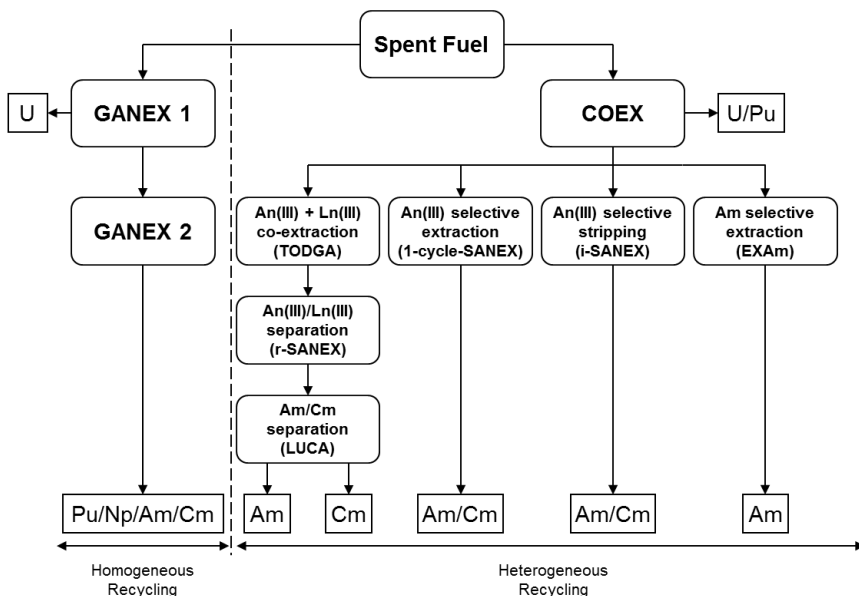 Spent Fuel
U
GANEX 1
COEX
U/Pu
GANEX 2
An(III) + Ln(III)
co-extraction
(TODGA)
An(III) selective
extraction
(1-cycle-SANEX)
An(III) selective
stripping
(i-SANEX)
Am selective
extraction
(EXAm)
An(III)/Ln(III)
separation
(r-SANEX)
Am/Cm
separation
(LUCA)
Pu/Np/Am/Cm
Am
Cm
Am/Cm
Am/Cm
Am
Homogeneous
Recycling
Heterogeneous
Recycling